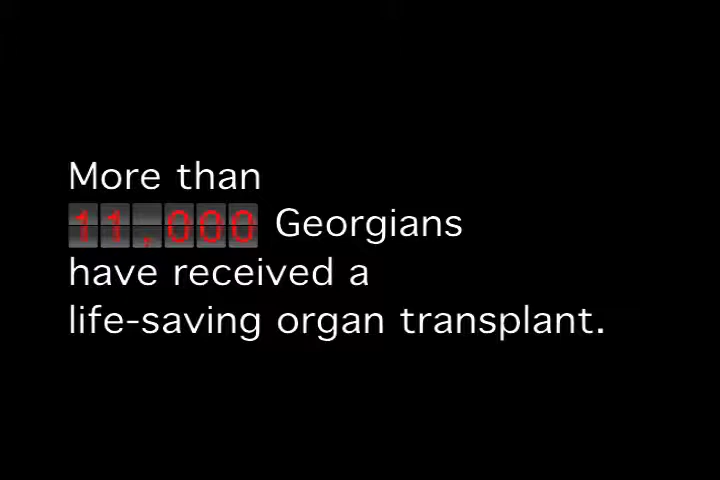 More than
11,000 Georgians
have received a
life-saving organ transplant.